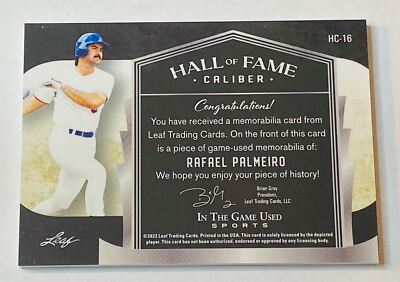 HC-16
HALL OF FAME
CALIBER
Congratulations!
You have received a memorabilia card from
Leaf Trading Cards. On the front of this card
is a piece of game-used memorabilia of:
RAFAEL PALMEIRO
We hope you enjoy your piece of history!
Brian Gray
President,
Leaf Trading Cards, LLC
IN THE GAME USED
SPORTS
Leaf
©2022 Leaf Trading Cards. Printed in the USA. This card is solely licensed by the depicted
player. This card has not been authorized, endorsed or approved by any licensing body.